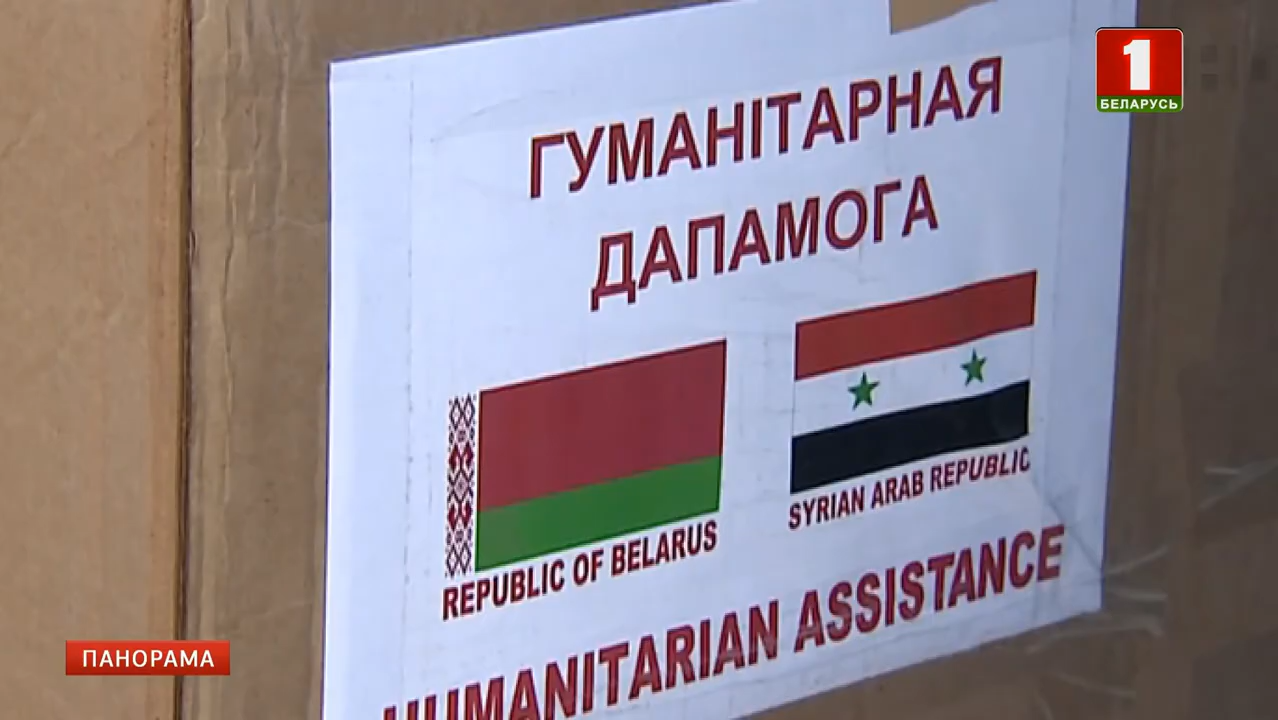 1
БЕЛАРУСЬ
ГУМАНІТАРНАЯ
ДАПАМОГА
REPUBLIC OF BELARUS
SYRIAN ARAB REPUBLIC
HUMANITARIAN ASSISTANCE
ПАНОРАМА